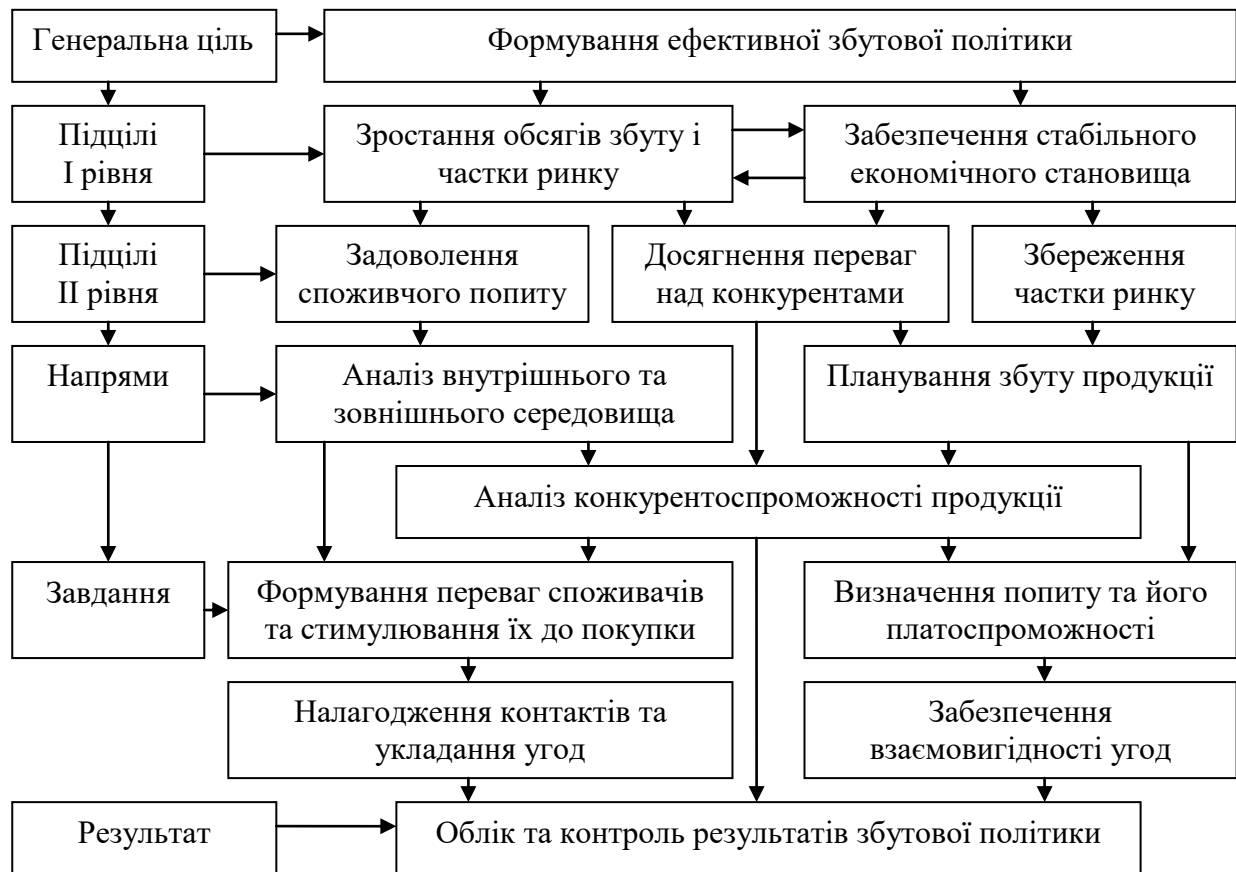 Генеральна ціль
Формування ефективної збутової політики
Підцілі
I рівня
Зростання обсягів збуту і
частки ринку
Забезпечення стабільного
економічного становища
Підцілі
II рівня
Задоволення
споживчого попиту
Досягнення переваг
над конкурентами
Збереження
частки ринку
Напрями
Аналіз внутрішнього та
зовнішнього середовища
Планування збуту продукції
Аналіз конкурентоспроможності продукції
Завдання
Формування переваг споживачів
та стимулювання їх до покупки
Визначення попиту та його
платоспроможності
Налагодження контактів та
укладання угод
Забезпечення
взаємовигідності угод
Результат
Облік та контроль результатів збутової політики